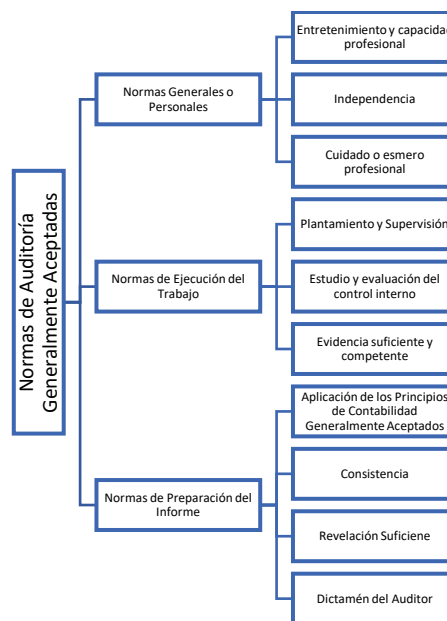 Normas de Auditoría
Generalmente Aceptadas
Normas Generales o
Personales
Entretenimiento y capacidad
profesional
Independencia
Cuidado o esmero
profesional
Normas de Ejecución del
Trabajo
Plantamiento y Supervisión
Estudio y evaluación del
control interno
Evidencia suficiente y
competente
Normas de Preparación del
Informe
Aplicación de los Principios
de Contabilidad
Generalmente Aceptados
Consistencia
Revelación Suficiene
Dictamén del Auditor